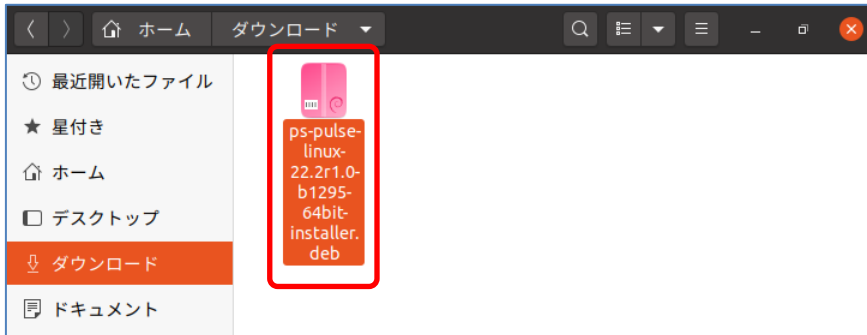 ホーム ダウンロード
最近開いたファイル
星付き
ホーム
デスクトップ
ダウンロード
ドキュメント
ps-pulse-
linux-
22.2r1.0-
b1295-
64bit-
installer.
deb